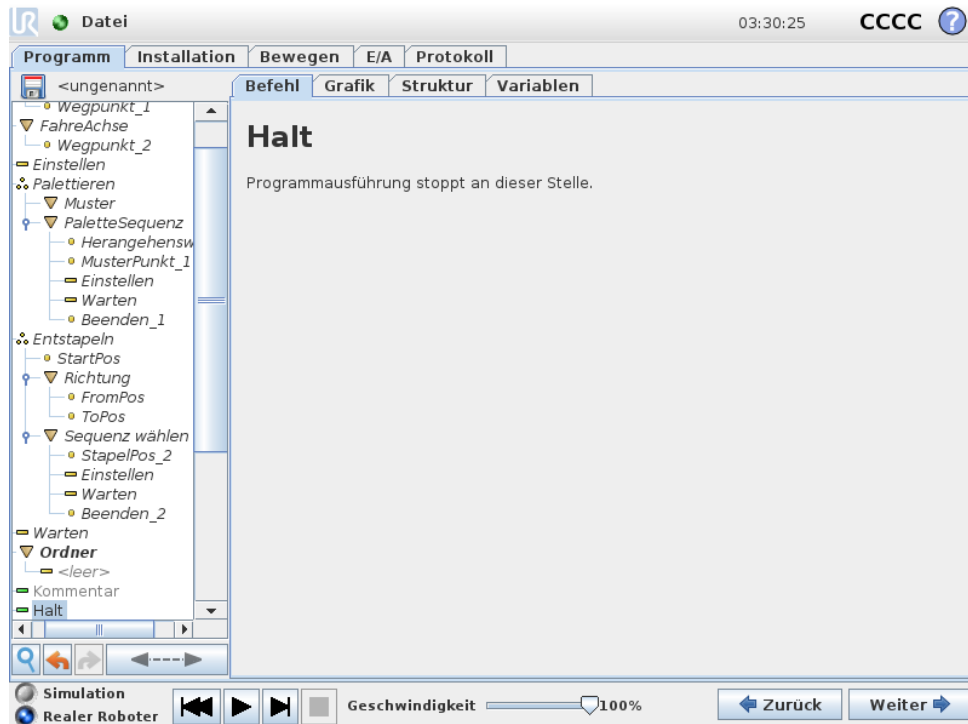 UR Datei 03:30:25 CCCC ?
Programm Installation Bewegen E/A Protokoll
<ungenannt>
Befehl Grafik Struktur Variablen
Wegpunkt_1
FahreAchse
Wegpunkt_2
Einstellen
Palettieren
Muster
PaletteSequenz
Herangehensw
MusterPunkt_1
Einstellen
Warten
Beenden_1
Entstapeln
StartPos
Richtung
FromPos
ToPos
Sequenz wählen
StapelPos_2
Einstellen
Warten
Beenden_2
Warten
Ordner
<leer>
Kommentar
Halt
Halt
Programmausführung stoppt an dieser Stelle.
Simulation
Realer Roboter
Geschwindigkeit 100%
Zurück Weiter